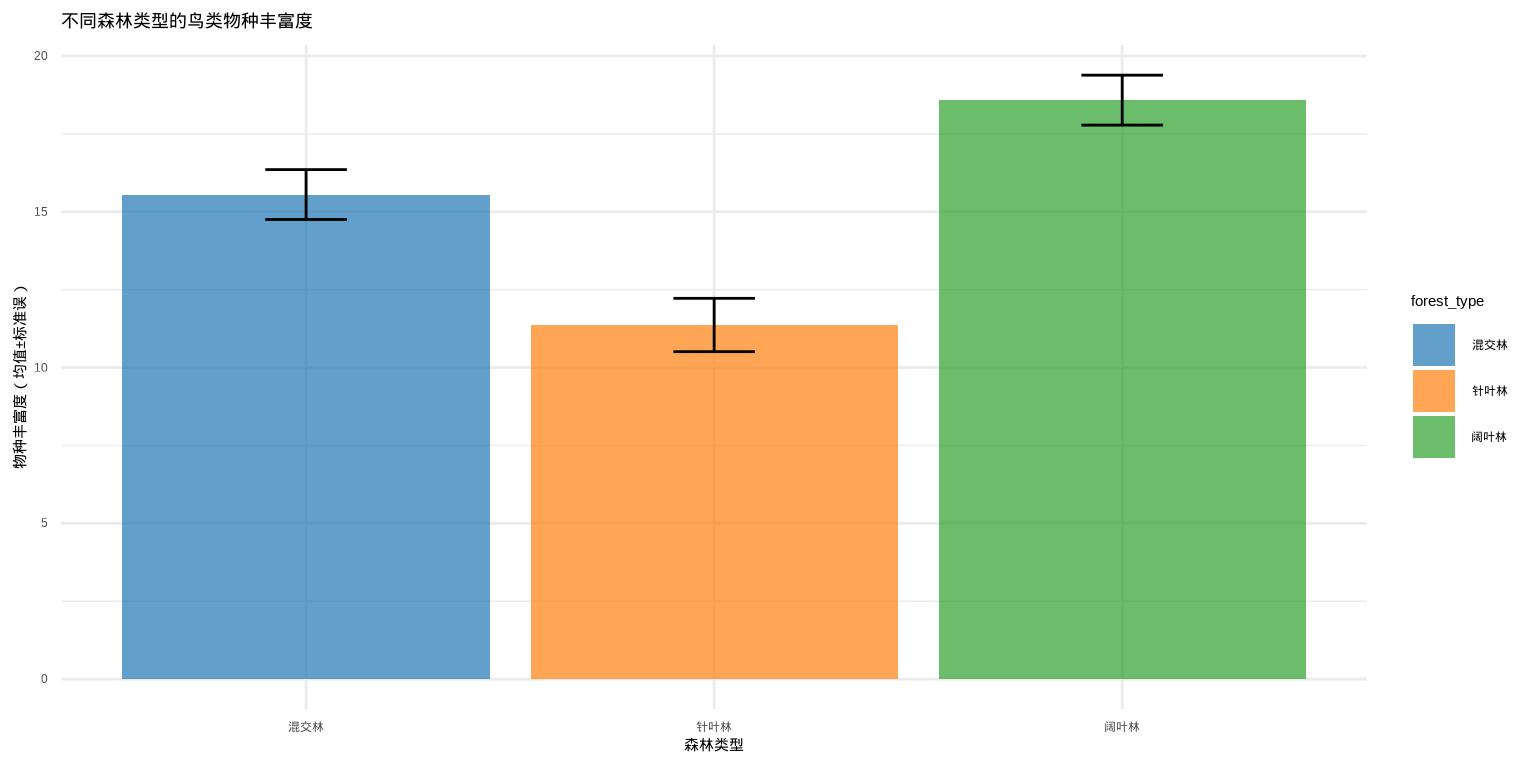 不同森林类型的鸟类物种丰富度
物种丰富度（均值±标准误）
20
15
10
5
0
混交林
针叶林
阔叶林
森林类型
forest_type
混交林
针叶林
阔叶林